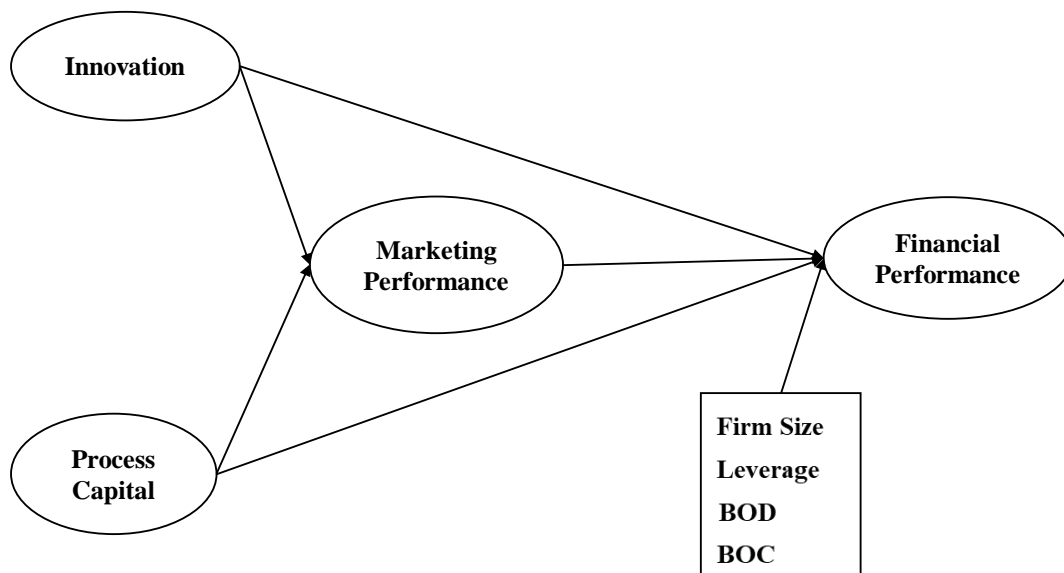 Innovation
Marketing
Performance
Financial
Performance
Process
Capital
Firm Size
Leverage
BOD
BOC